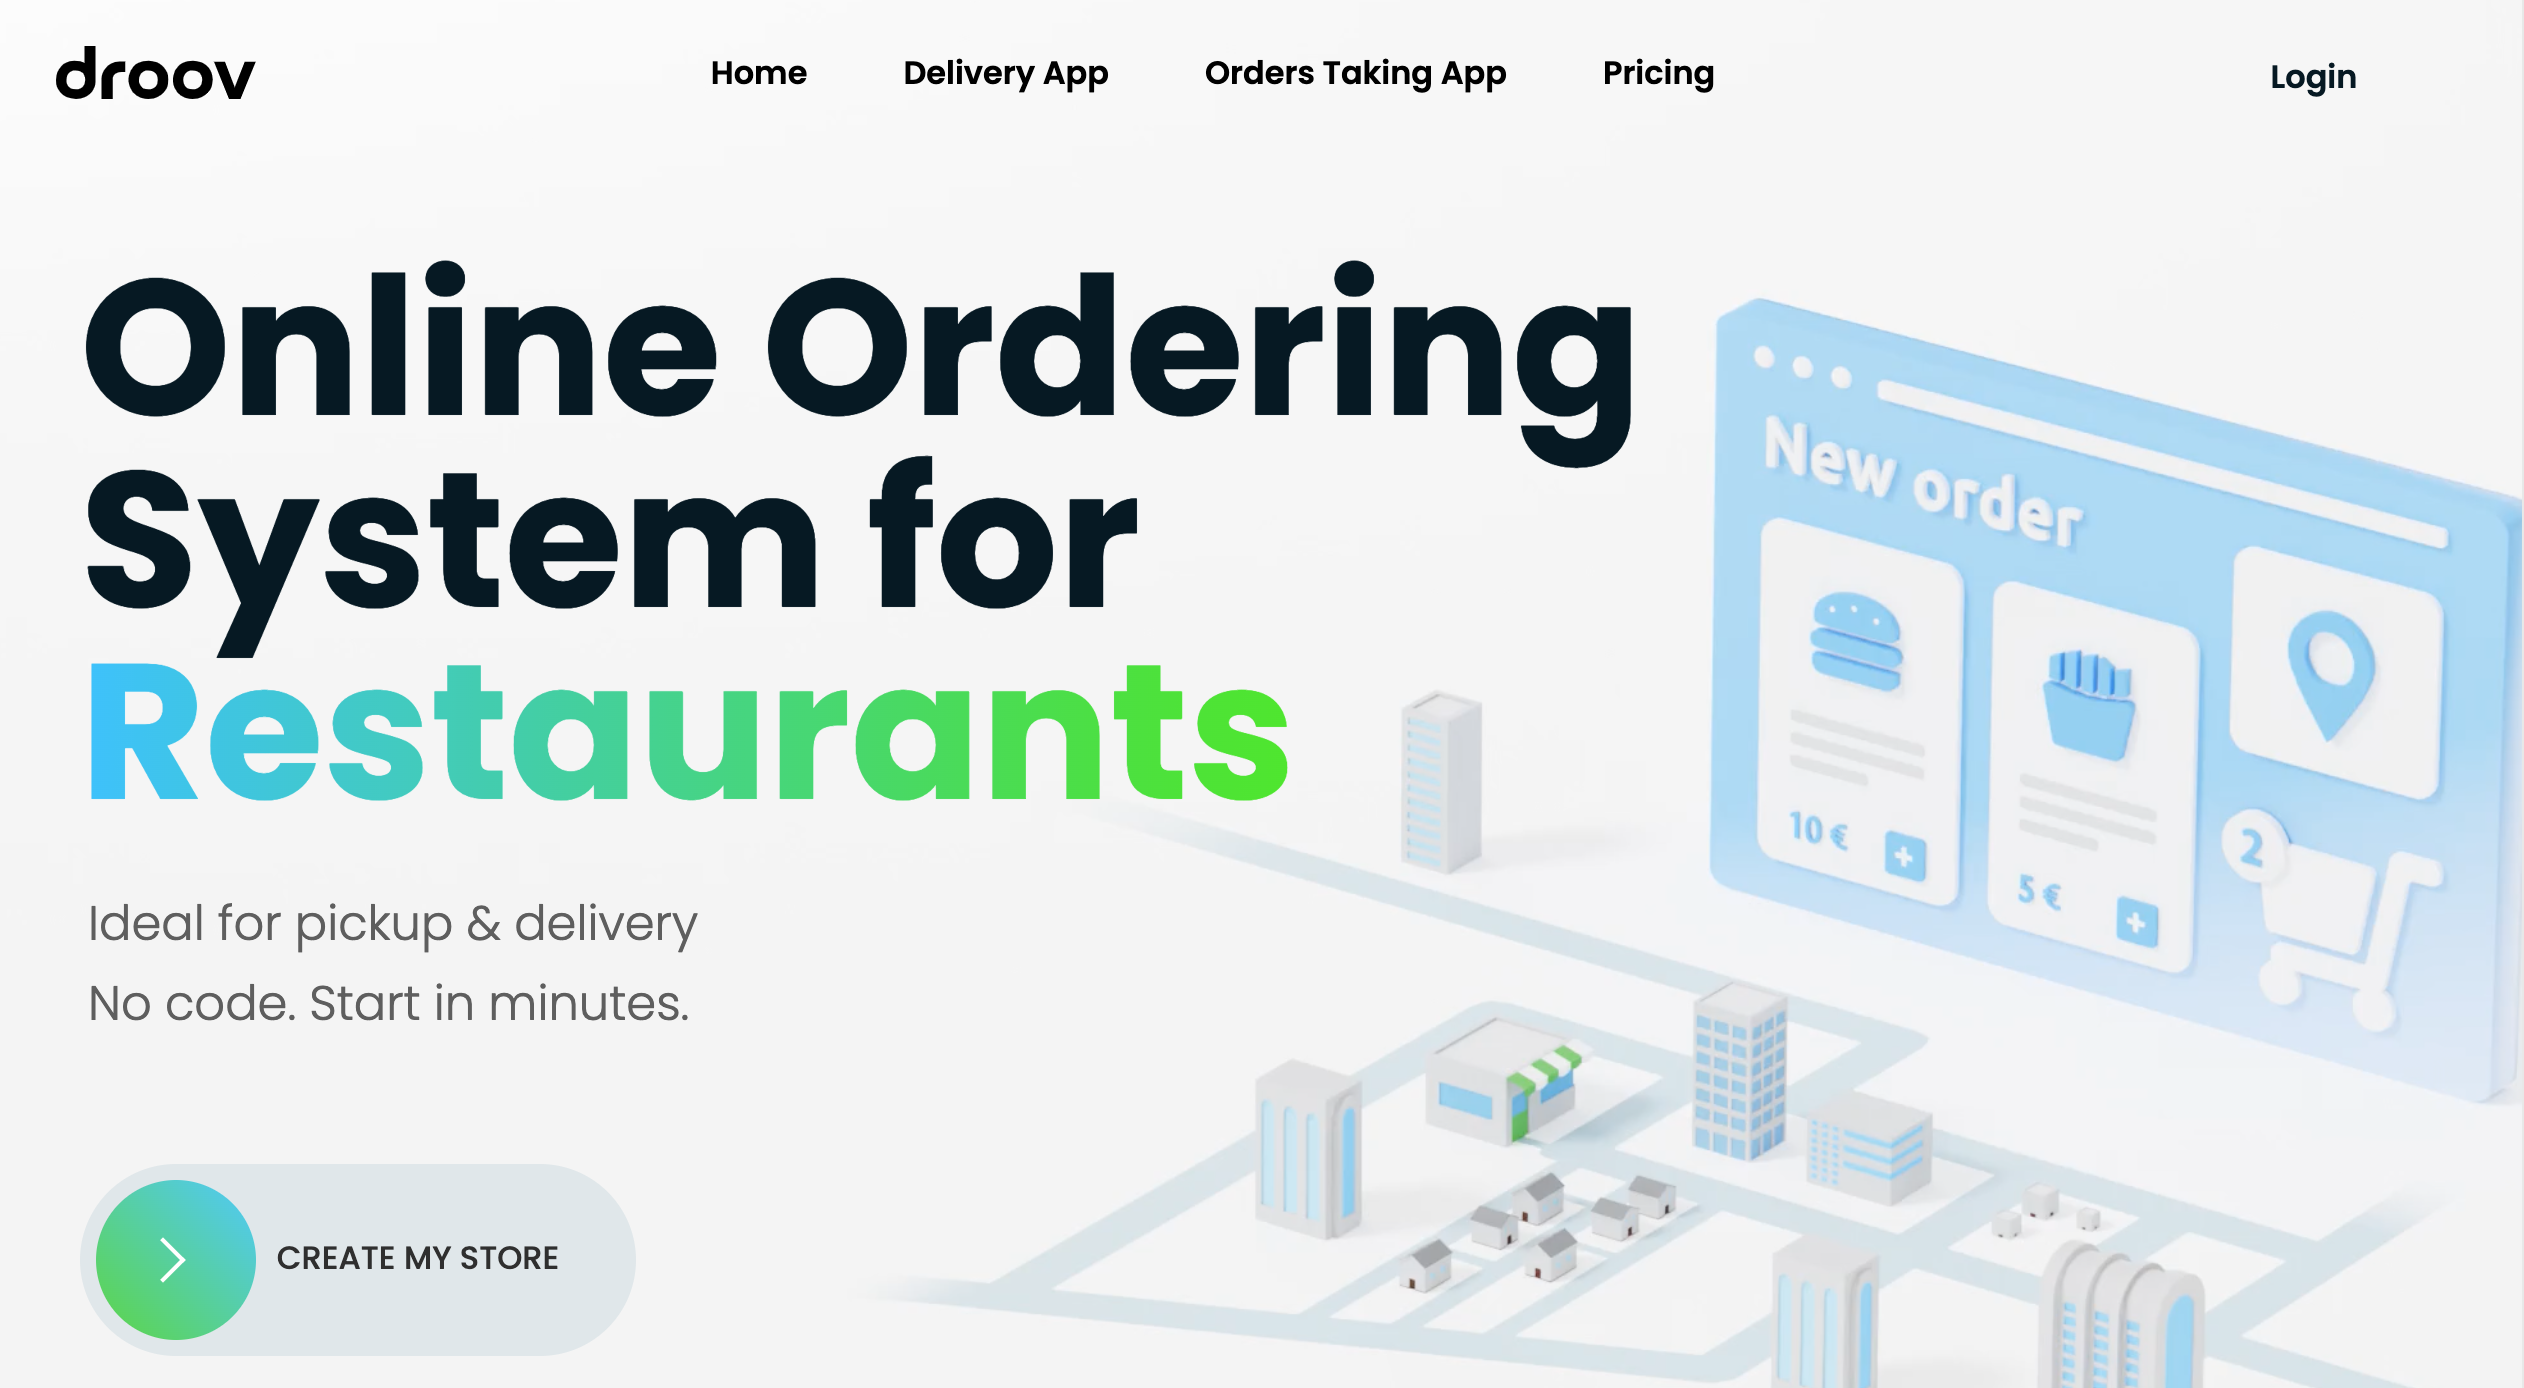 droov
Home
Delivery App
Orders Taking App
Pricing
Login
Online Ordering
System for
Restaurants
Ideal for pickup & delivery
No code. Start in minutes.
CREATE MY STORE
New order
10 €
5 €
2